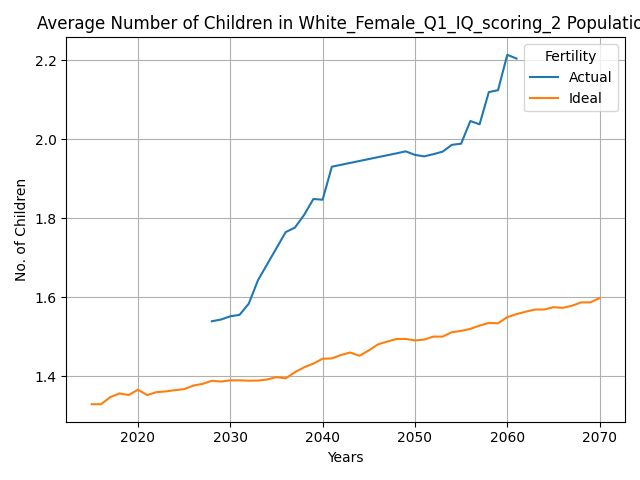 Average Number of Children in White_Female_Q1_IQ_scoring_2 Populatio
Fertility
Actual
Ideal
2.2
2.0
1.8
1.6
1.4
No. of Children
2020 2030 2040 2050 2060 2070
Years